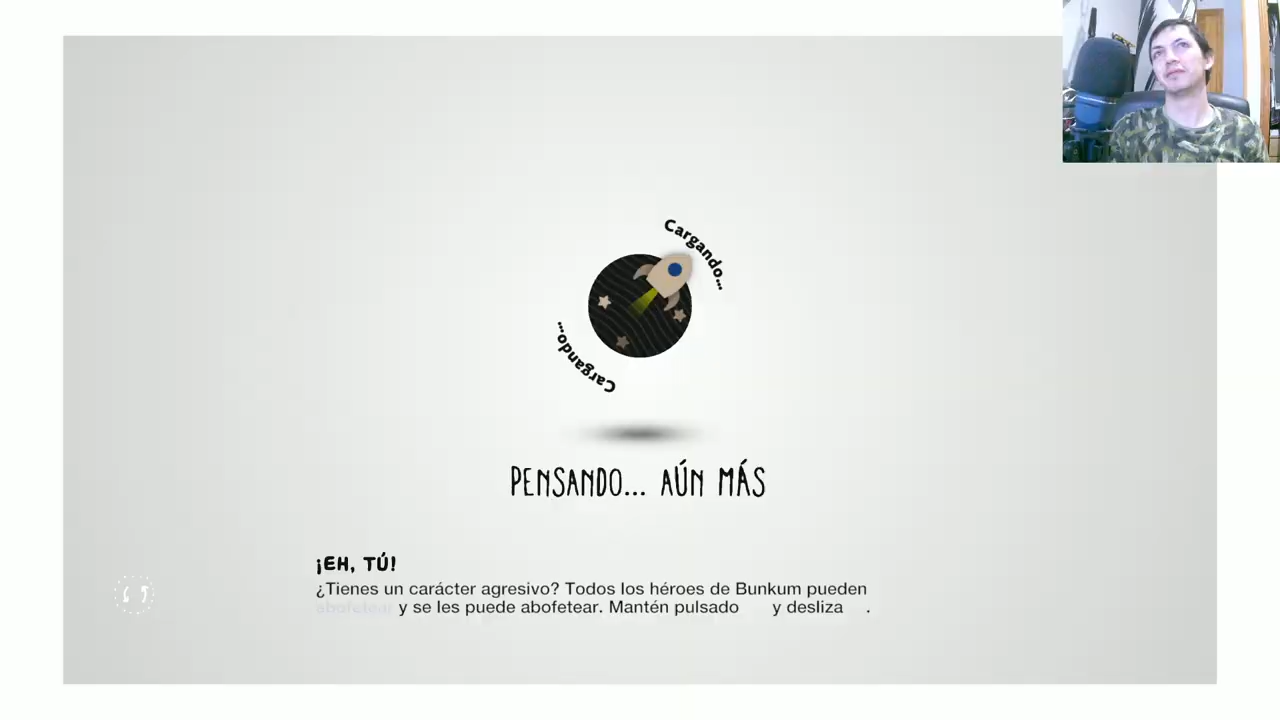 Cargando...
Cargando...
PENSANDO... AÚN MÁS
¡EH, TÚ!
¿Tienes un carácter agresivo? Todos los héroes de Bunkum pueden
abofetear y se les puede abofetear. Mantén pulsado y desliza .